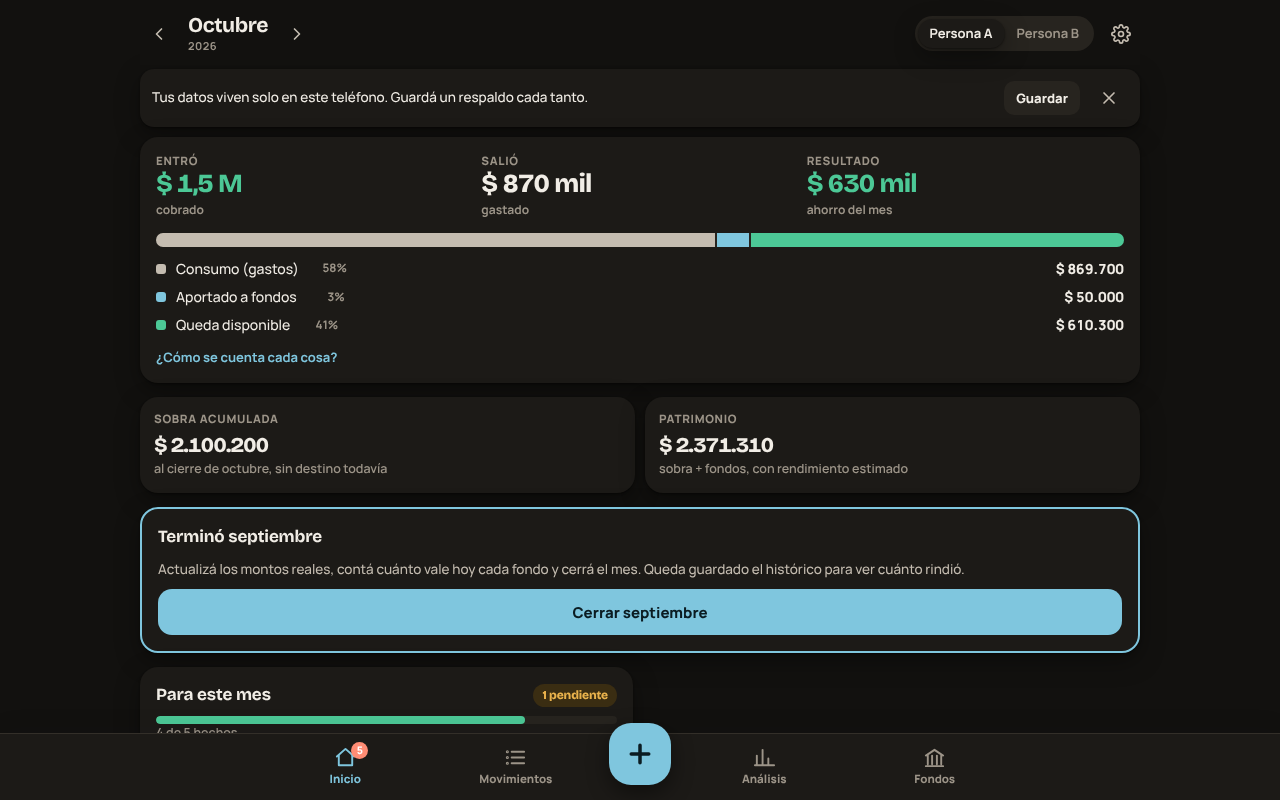 Octubre
2026
Persona A
Persona B
Tus datos viven solo en este teléfono. Guardá un respaldo cada tanto.
Guardar
ENTRÓ
$ 1,5 M
cobrado
SALIÓ
$ 870 mil
gastado
RESULTADO
$ 630 mil
ahorro del mes
Consumo (gastos) 58% $ 869.700
Aportado a fondos 3% $ 50.000
Queda disponible 41% $ 610.300
¿Cómo se cuenta cada cosa?
SOBRA ACUMULADA
$ 2.100.200
al cierre de octubre, sin destino todavía
PATRIMONIO
$ 2.371.310
sobra + fondos, con rendimiento estimado
Terminó septiembre
Actualizá los montos reales, contá cuánto vale hoy cada fondo y cerrá el mes. Queda guardado el histórico para ver cuánto rindió.
Cerrar septiembre
Para este mes
1 pendiente
4 de 5 hechos
5
Inicio
Movimientos
Análisis
Fondos